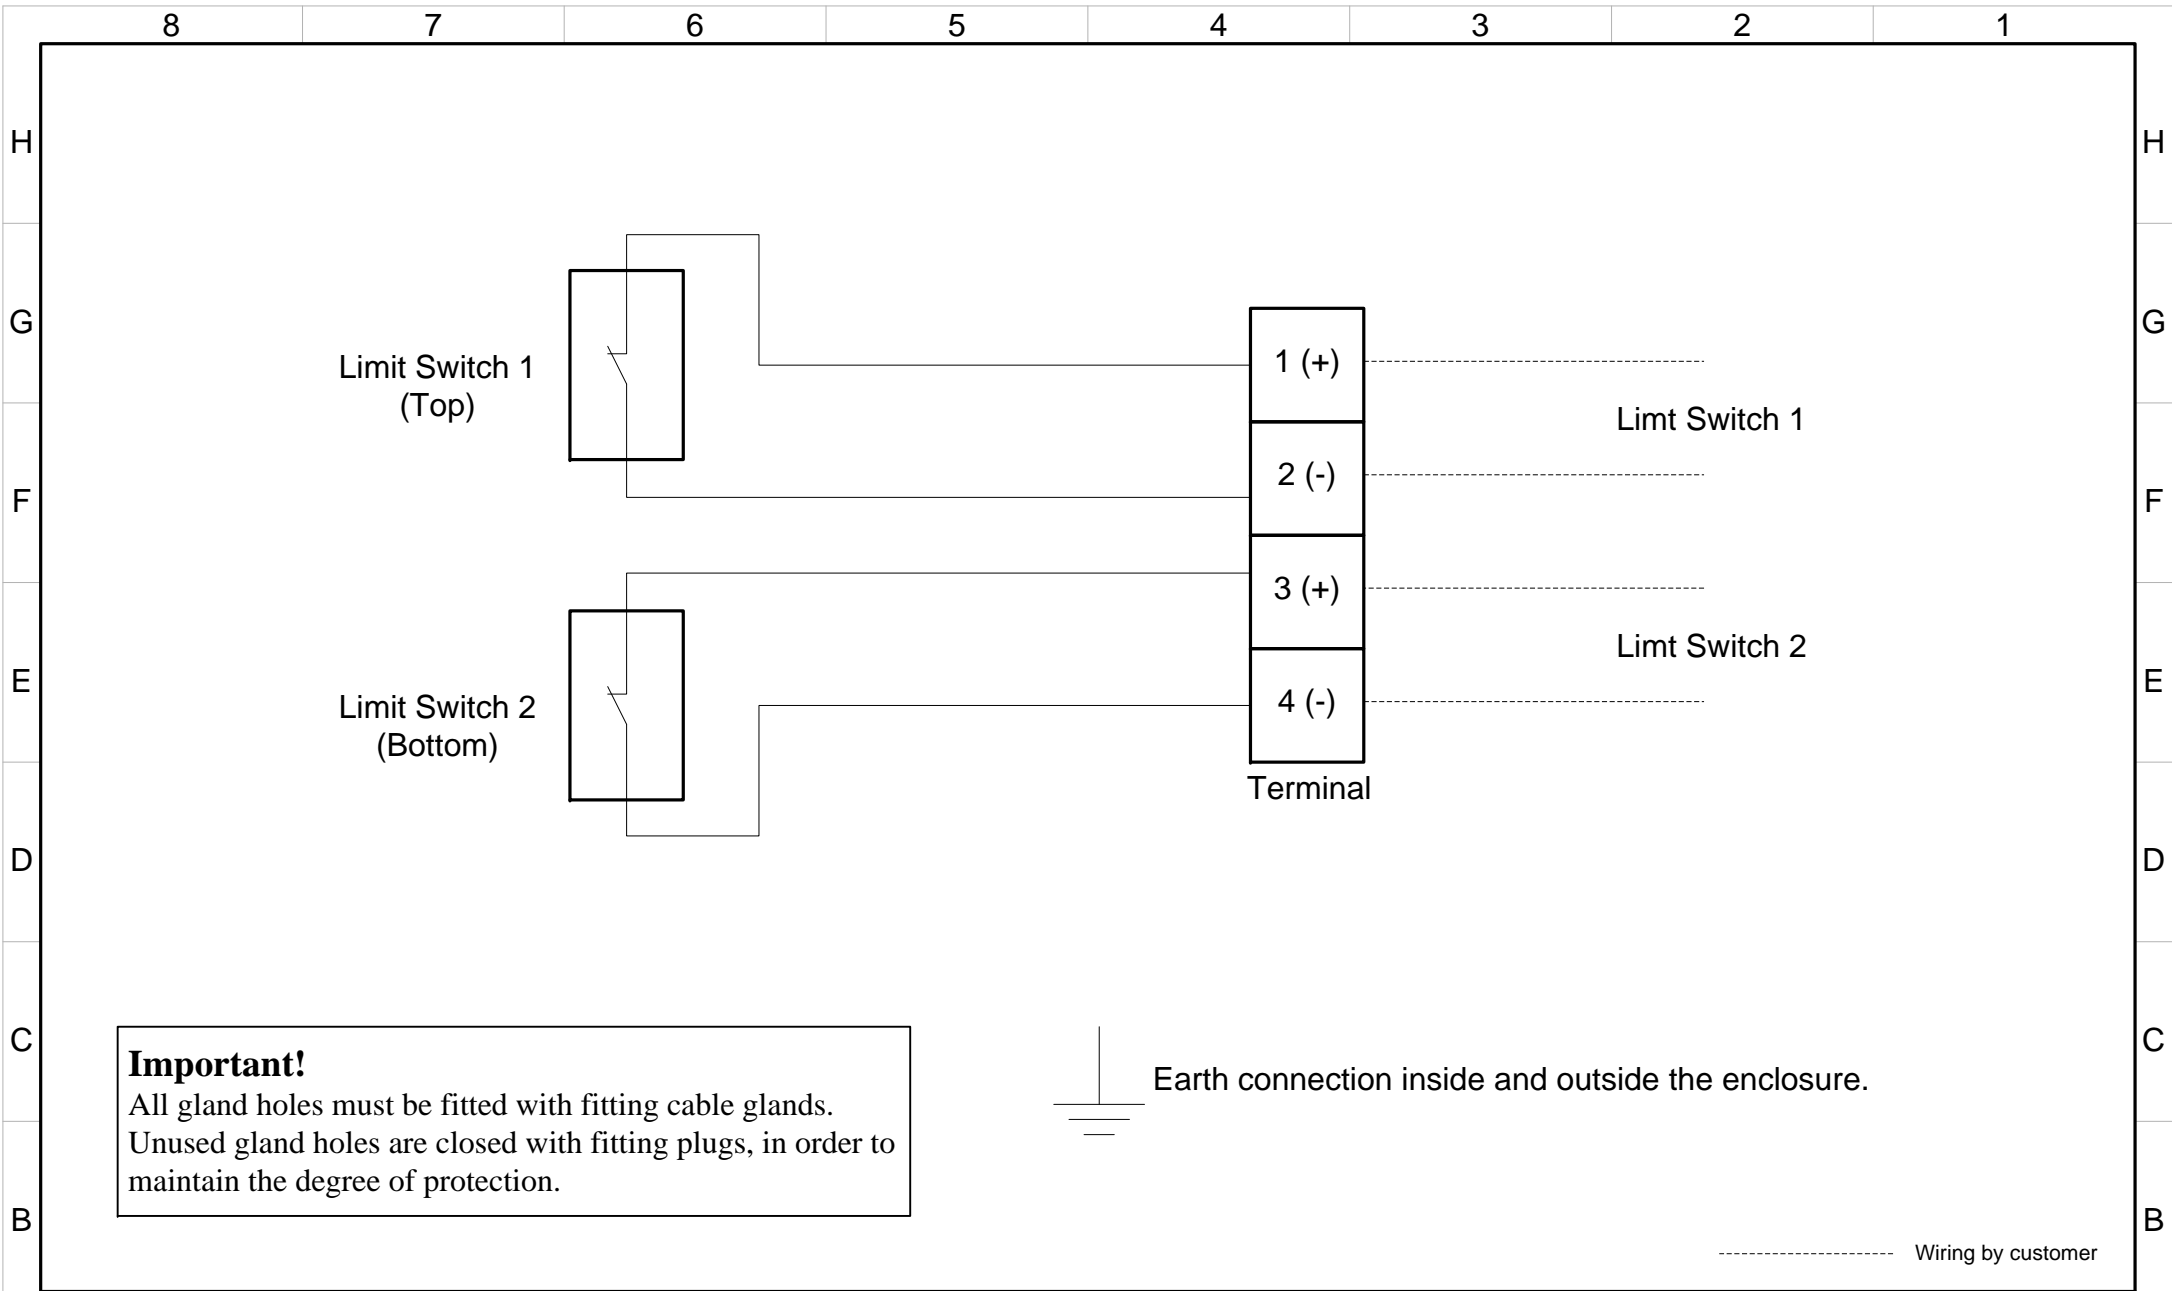 8 7 6 5 4 3 2 1
H H
G G
Limit Switch 1
(Top)
1 (+)
Limt Switch 1
2 (-)
F F
3 (+)
Limt Switch 2
E E
Limit Switch 2
(Bottom)
4 (-)
Terminal
D D
C C
Important!
All gland holes must be fitted with fitting cable glands.
Unused gland holes are closed with fitting plugs, in order to
maintain the degree of protection.
Earth connection inside and outside the enclosure.
B B
Wiring by customer